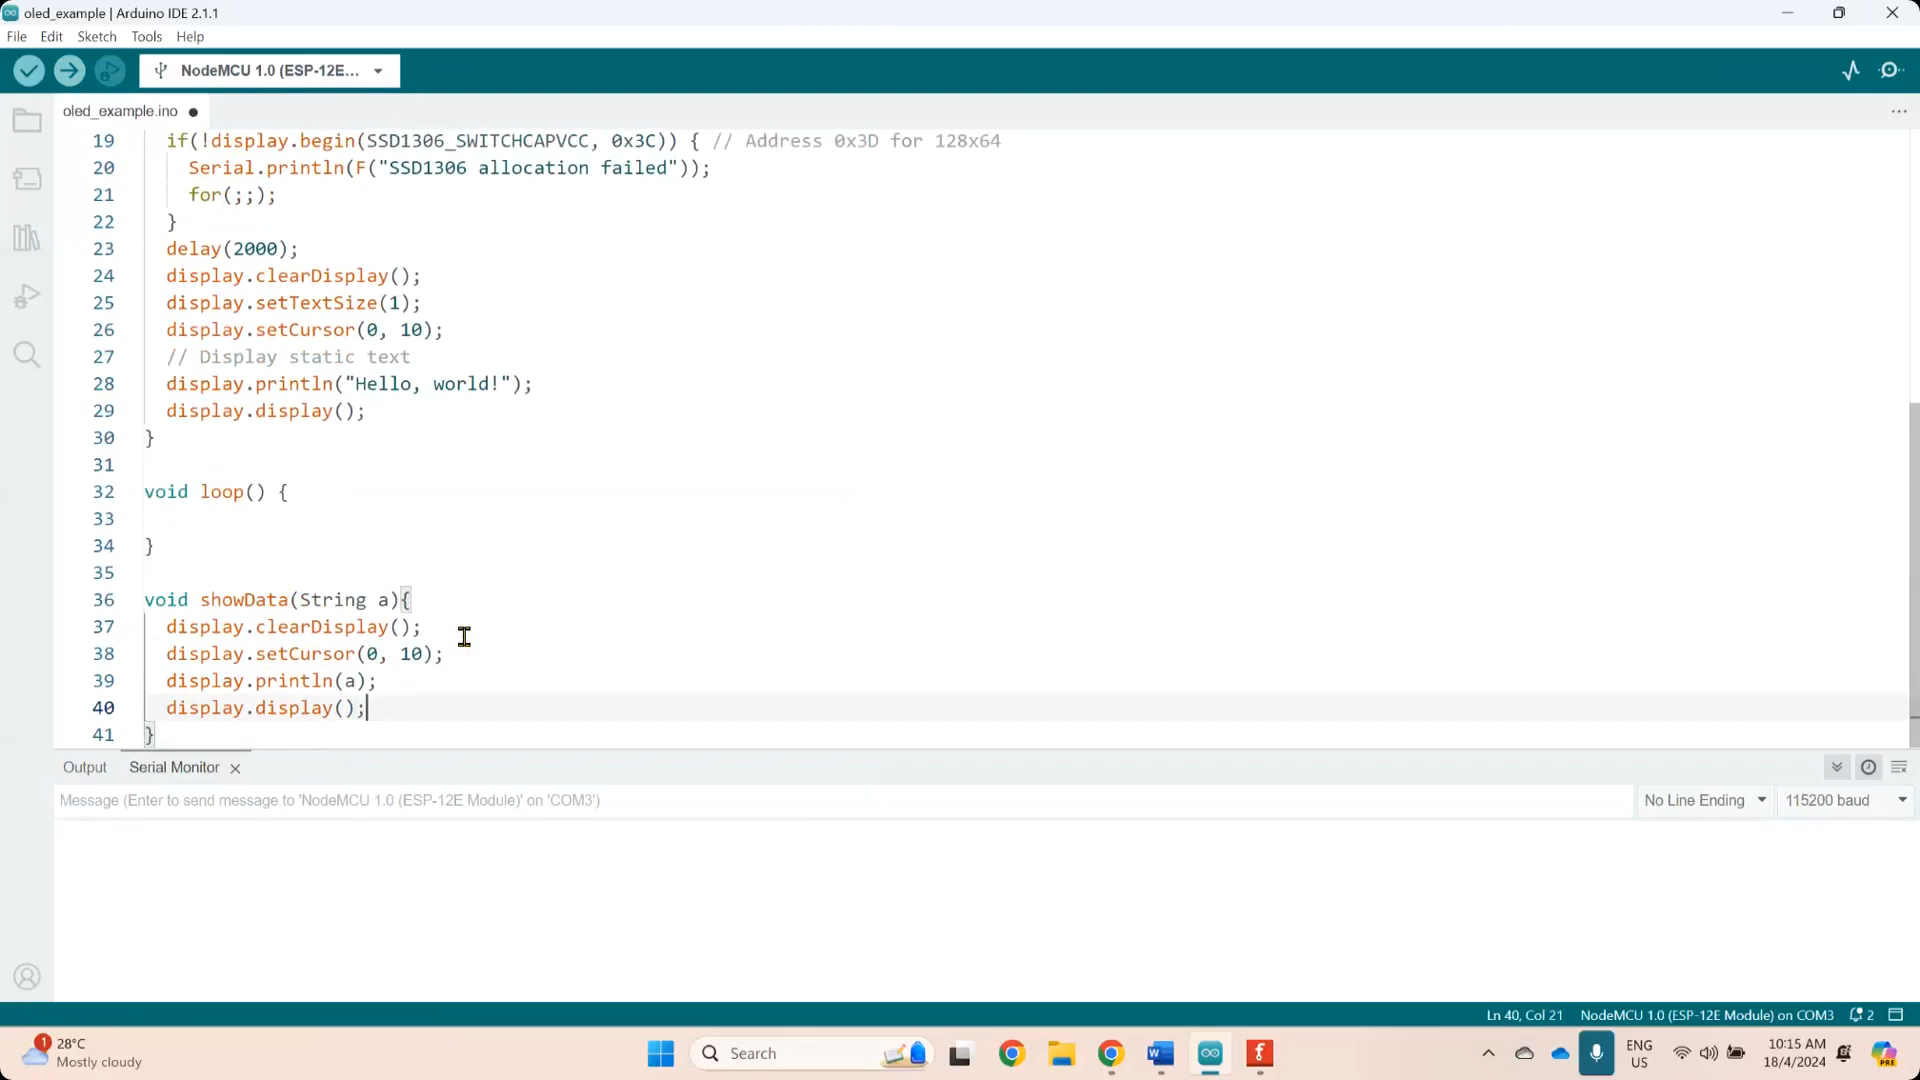 oled_example | Arduino IDE 2.1.1
File Edit Sketch Tools Help
NodeMCU 1.0 (ESP-12E...
oled_example.ino
19 if(!display.begin(SSD1306_SWITCHCAPVCC, 0x3C)) { // Address 0x3D for 128x64
20 Serial.println(F("SSD1306 allocation failed"));
21 for(;;);
22 }
23 delay(2000);
24 display.clearDisplay();
25 display.setTextSize(1);
26 display.setCursor(0, 10);
27 // Display static text
28 display.println("Hello, world!");
29 display.display();
30 }
31
32 void loop() {
33
34 }
35
36 void showData(String a){
37 display.clearDisplay();
38 display.setCursor(0, 10);
39 display.println(a);
40 display.display();
41 }
Output Serial Monitor
Message (Enter to send message to 'NodeMCU 1.0 (ESP-12E Module)' on 'COM3') No Line Ending 115200 baud
Ln 40, Col 21 NodeMCU 1.0 (ESP-12E Module) on COM3 2
1 28°C
Mostly cloudy
Search
ENG
US
10:15 AM
18/4/2024
PRE